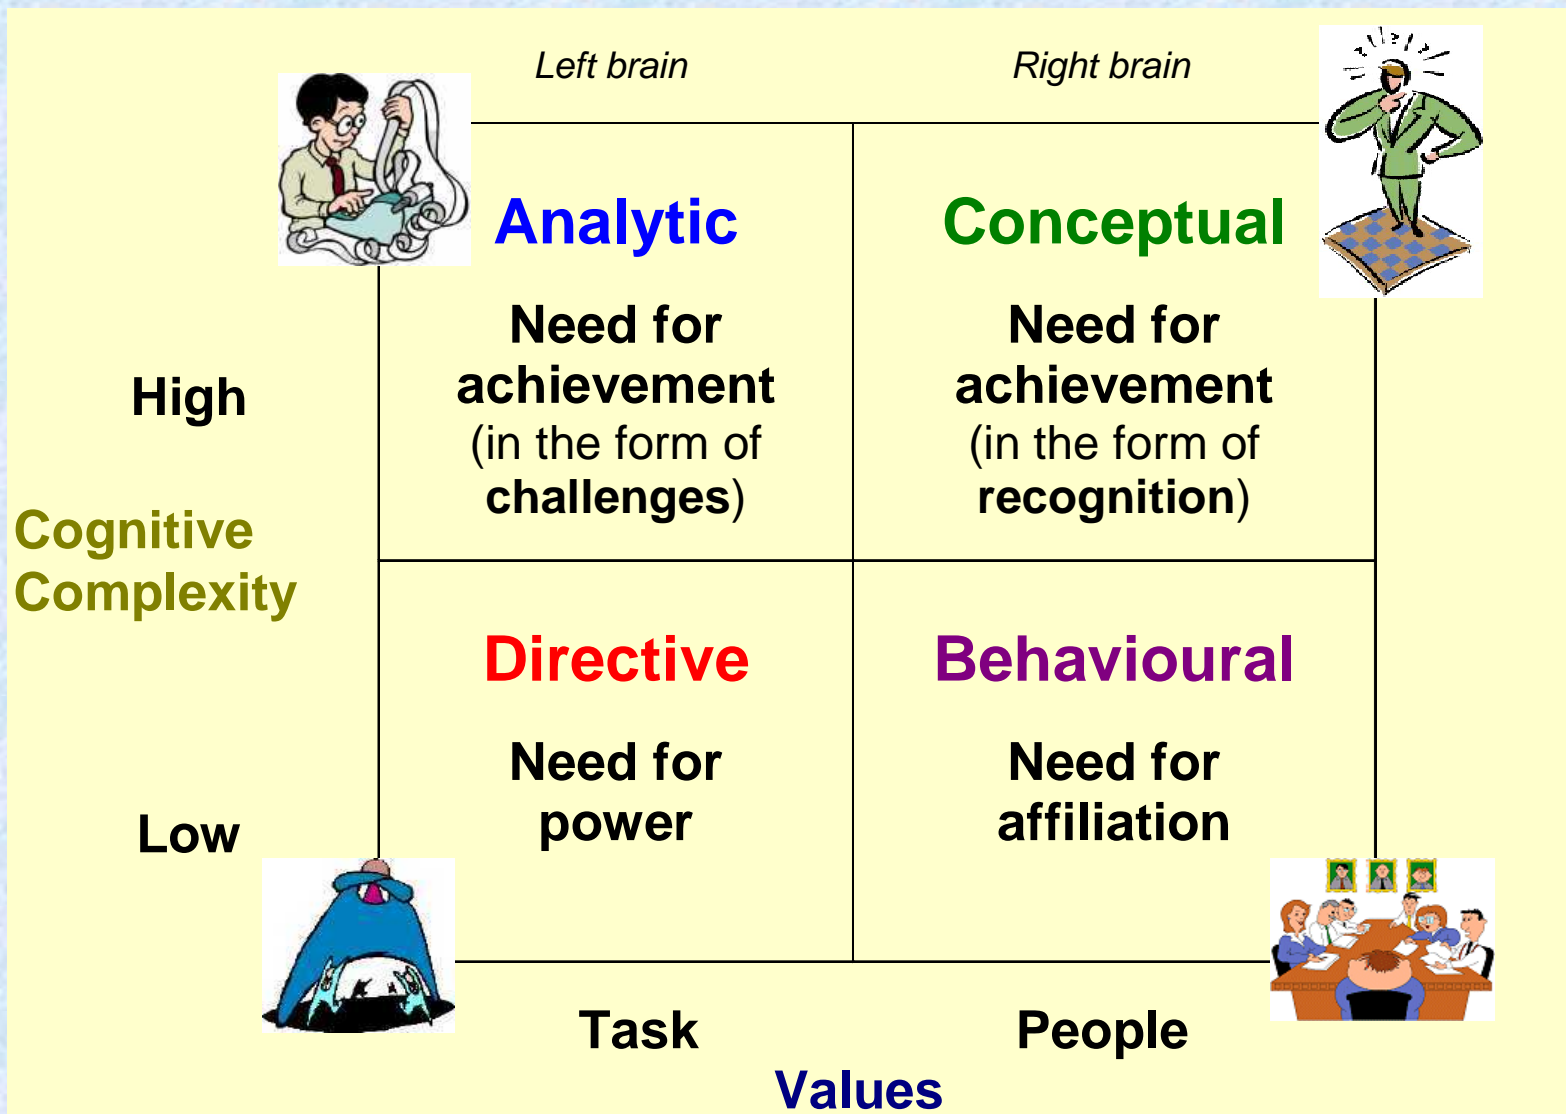 Left brain
Right brain
Analytic
Conceptual
Need for
achievement
(in the form of
challenges)
Need for
achievement
(in the form of
recognition)
High
Cognitive
Complexity
Directive
Behavioural
Need for
power
Need for
affiliation
Low
Task
People
Values